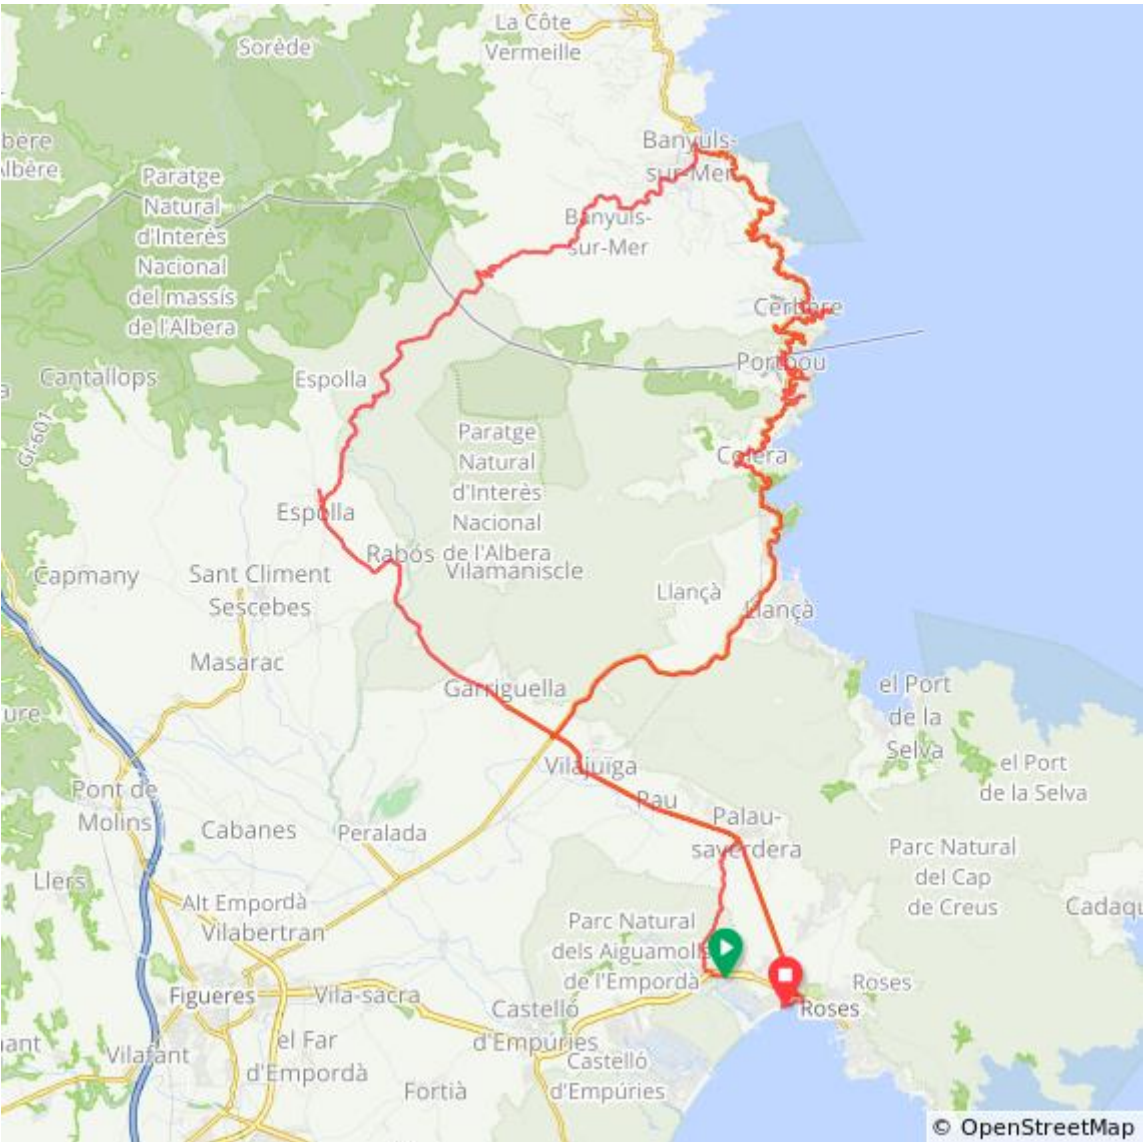 La Côte
Vermeille
Sorède
Banyuls-
sur-Mer
bère
Albère
Paratge
Natural
d'Interès
Nacional
del massís
de l'Albera
Banyuls-
sur-Mer
Cerbère
Portbou
Cantallops
Espolla
GI-601
Paratge
Natural
d'Interès
Nacional
de l'Albera
Colera
Espolla
Rabós
Vilamaniscle
Capmany
Sant Climent
Sescebes
Llançà
Llançà
Masarac
Garriguella
el Port
de la
Selva
ure
Vilajuïga
el Port
de la Selva
Pont de
Molins
Pau
Palau-
saverdera
Cabanes
Peralada
Parc Natural
del Cap
de Creus
Llers
Alt Empordà
Vilabertran
Cadaqu
Parc Natural
dels Aiguamolls
de l'Empordà
Figueres
Vila-sacra
Roses
Roses
Castelló
d'Empúries
Vilafant
el Far
d'Empordà
Castelló
d'Empúries
Fortià
© OpenStreetMap